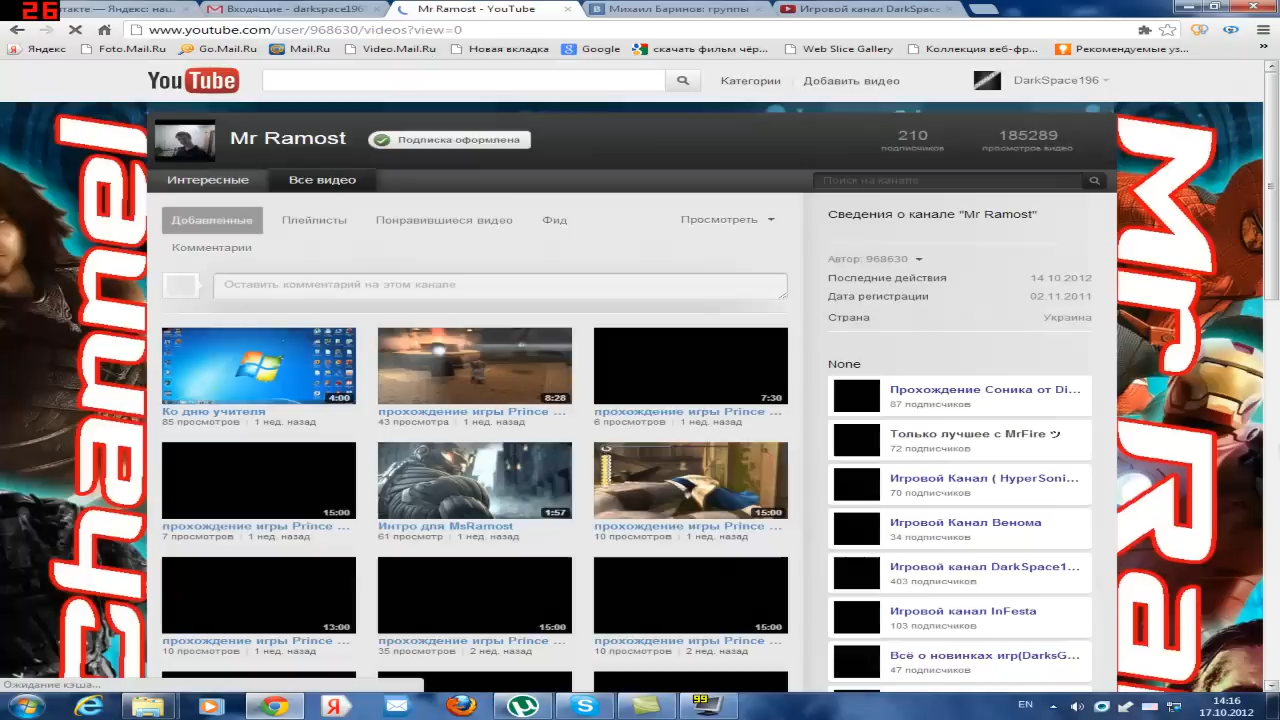 26
нтакте — Яндекс: наш...
Входящие - darkspace196
Mr Ramost - YouTube
Михаил Баринов: группы
Игровой канал DarkSpac
www.youtube.com/user/968630/videos?view=0
Яндекс
Foto.Mail.Ru
Go.Mail.Ru
Mail.Ru
Video.Mail.Ru
Новая вкладка
Google
скачать фильм чёр...
Web Slice Gallery
Коллекция веб-фр...
Рекомендуемые уз...
YouTube
Категории
Добавить видео
DarkSpace196
Mr Ramost
Подписка оформлена
210
подписчиков
185289
просмотров видео
Интересные
Все видео
Поиск на канале
Добавленные
Плейлисты
Понравившиеся видео
Фид
Просмотреть
Комментарии
Оставить комментарий на этом канале
4:00
8:28
7:30
Ко дню учителя
прохождение игры Prince ...
прохождение игры Prince ...
85 просмотров | 1 нед. назад
43 просмотра | 1 нед. назад
6 просмотров | 1 нед. назад
15:00
1:57
15:00
прохождение игры Prince ...
Интро для MsRamost
прохождение игры Prince ...
7 просмотров | 1 нед. назад
61 просмотр | 1 нед. назад
10 просмотров | 1 нед. назад
13:00
15:00
15:00
прохождение игры Prince ...
прохождение игры Prince ...
прохождение игры Prince ...
10 просмотров | 1 нед. назад
35 просмотров | 2 нед. назад
10 просмотров | 2 нед. назад
Сведения о канале "Mr Ramost"
Автор: 968630
Последние действия 14.10.2012
Дата регистрации 02.11.2011
Страна Украина
None
Прохождение Соника от Di...
87 подписчиков
Только лучшее с MrFire ツ
72 подписчиков
Игровой Канал ( HyperSoni...
70 подписчиков
Игровой Канал Венома
34 подписчиков
Игровой канал DarkSpace1...
403 подписчиков
Игровой канал InFesta
103 подписчиков
Всё о новинках игр(DarksG...
47 подписчиков
Mr Ra
Ожидание кэша...
99
EN
14:16
17.10.2012